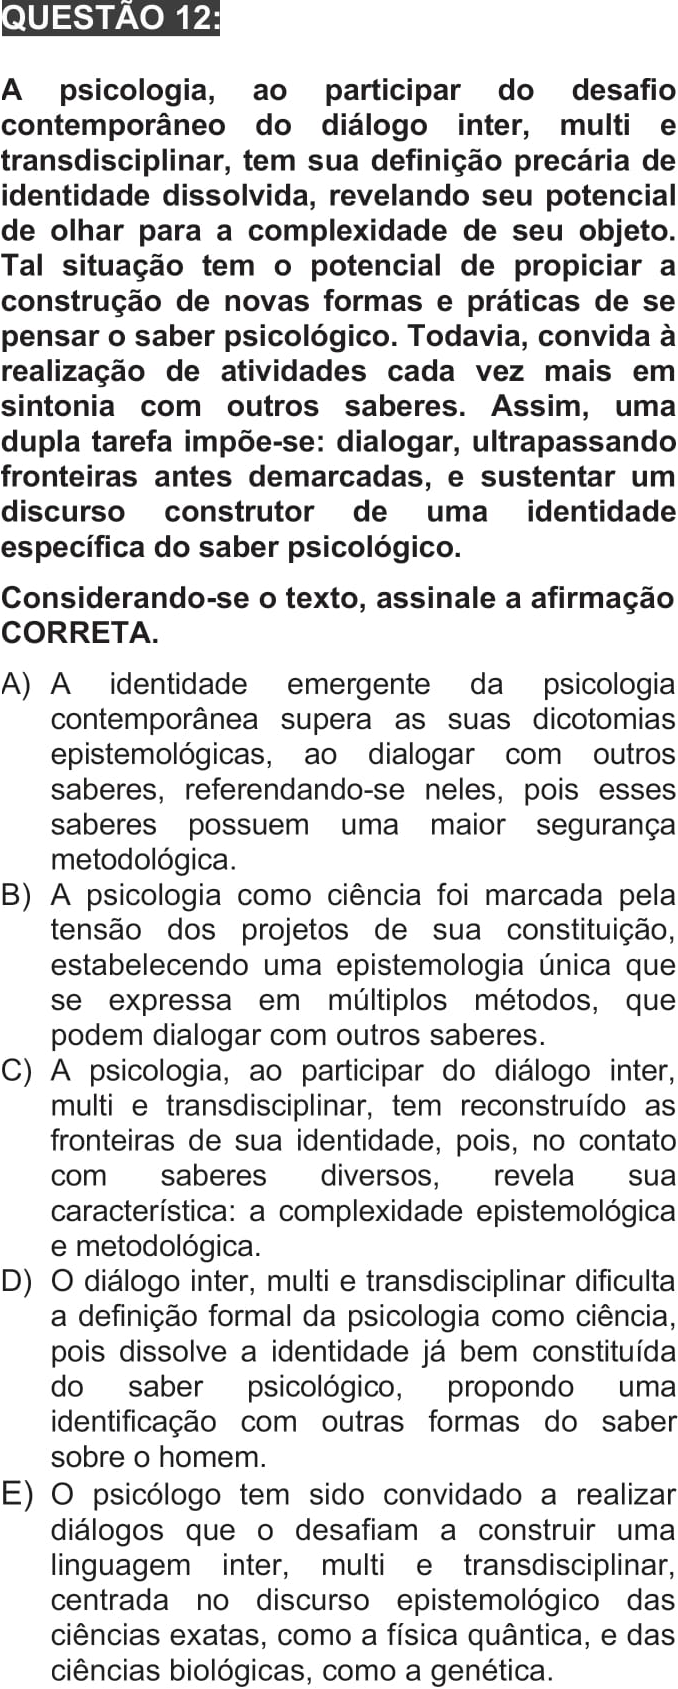 QUESTÃO 12:
A psicologia, ao participar do desafio
contemporâneo do diálogo inter, multi e
transdisciplinar, tem sua definição precária de
identidade dissolvida, revelando seu potencial
de olhar para a complexidade de seu objeto.
Tal situação tem o potencial de propiciar a
construção de novas formas e práticas de se
pensar o saber psicológico. Todavia, convida à
realização de atividades cada vez mais em
sintonia com outros saberes. Assim, uma
dupla tarefa impõe-se: dialogar, ultrapassando
fronteiras antes demarcadas, e sustentar um
discurso construtor de uma identidade
específica do saber psicológico.
Considerando-se o texto, assinale a afirmação
CORRETA.
A) A identidade emergente da psicologia
contemporânea supera as suas dicotomias
epistemológicas, ao dialogar com outros
saberes, referendando-se neles, pois esses
saberes possuem uma maior segurança
metodológica.
B) A psicologia como ciência foi marcada pela
tensão dos projetos de sua constituição,
estabelecendo uma epistemologia única que
se expressa em múltiplos métodos, que
podem dialogar com outros saberes.
C) A psicologia, ao participar do diálogo inter,
multi e transdisciplinar, tem reconstruído as
fronteiras de sua identidade, pois, no contato
com saberes diversos, revela sua
característica: a complexidade epistemológica
e metodológica.
D) O diálogo inter, multi e transdisciplinar dificulta
a definição formal da psicologia como ciência,
pois dissolve a identidade já bem constituída
do saber psicológico, propondo uma
identificação com outras formas do saber
sobre o homem.
E) O psicólogo tem sido convidado a realizar
diálogos que o desafiam a construir uma
linguagem inter, multi e transdisciplinar,
centrada no discurso epistemológico das
ciências exatas, como a física quântica, e das
ciências biológicas, como a genética.